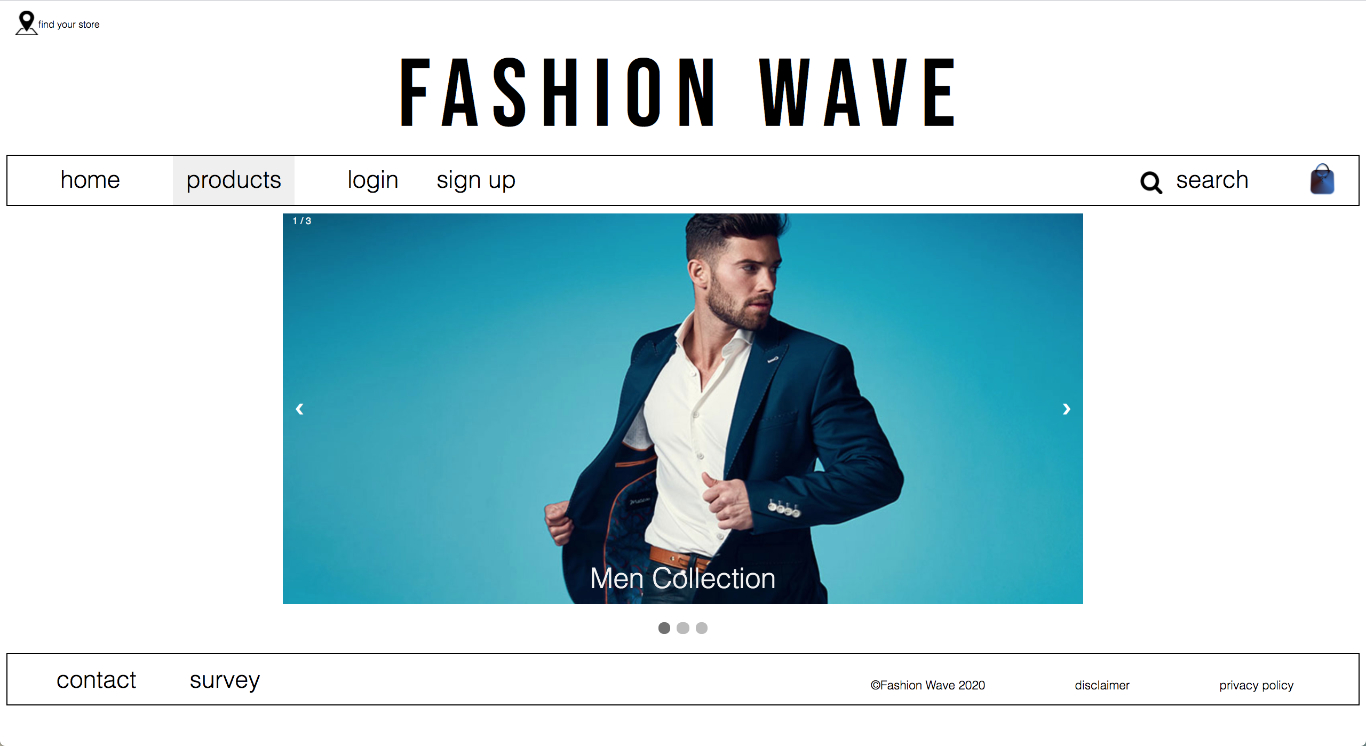 find your store
FASHION WAVE
home products login sign up search
1 / 3
‹ ›
Men Collection
contact survey ©Fashion Wave 2020 disclaimer privacy policy